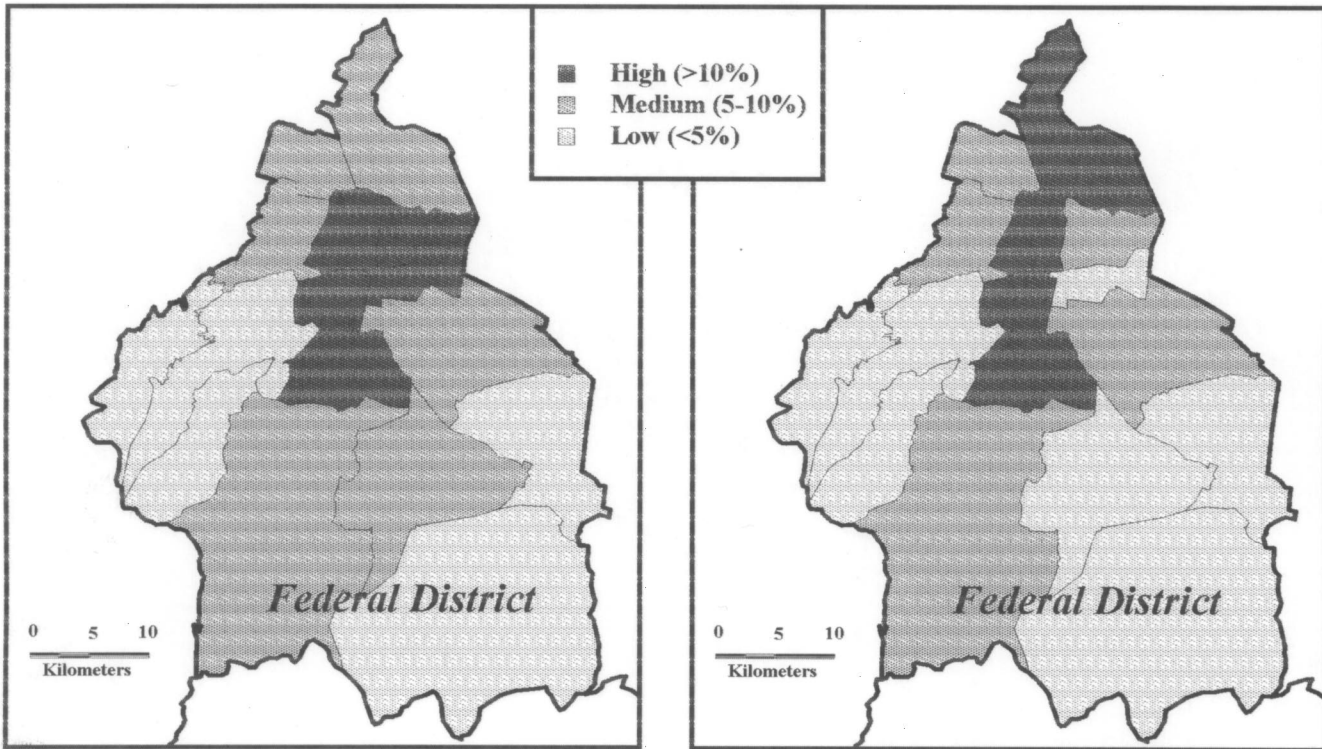 High (>10%)
Medium (5-10%)
Low (<5%)
Federal District
0 5 10
Kilometers
Federal District
0 5 10
Kilometers